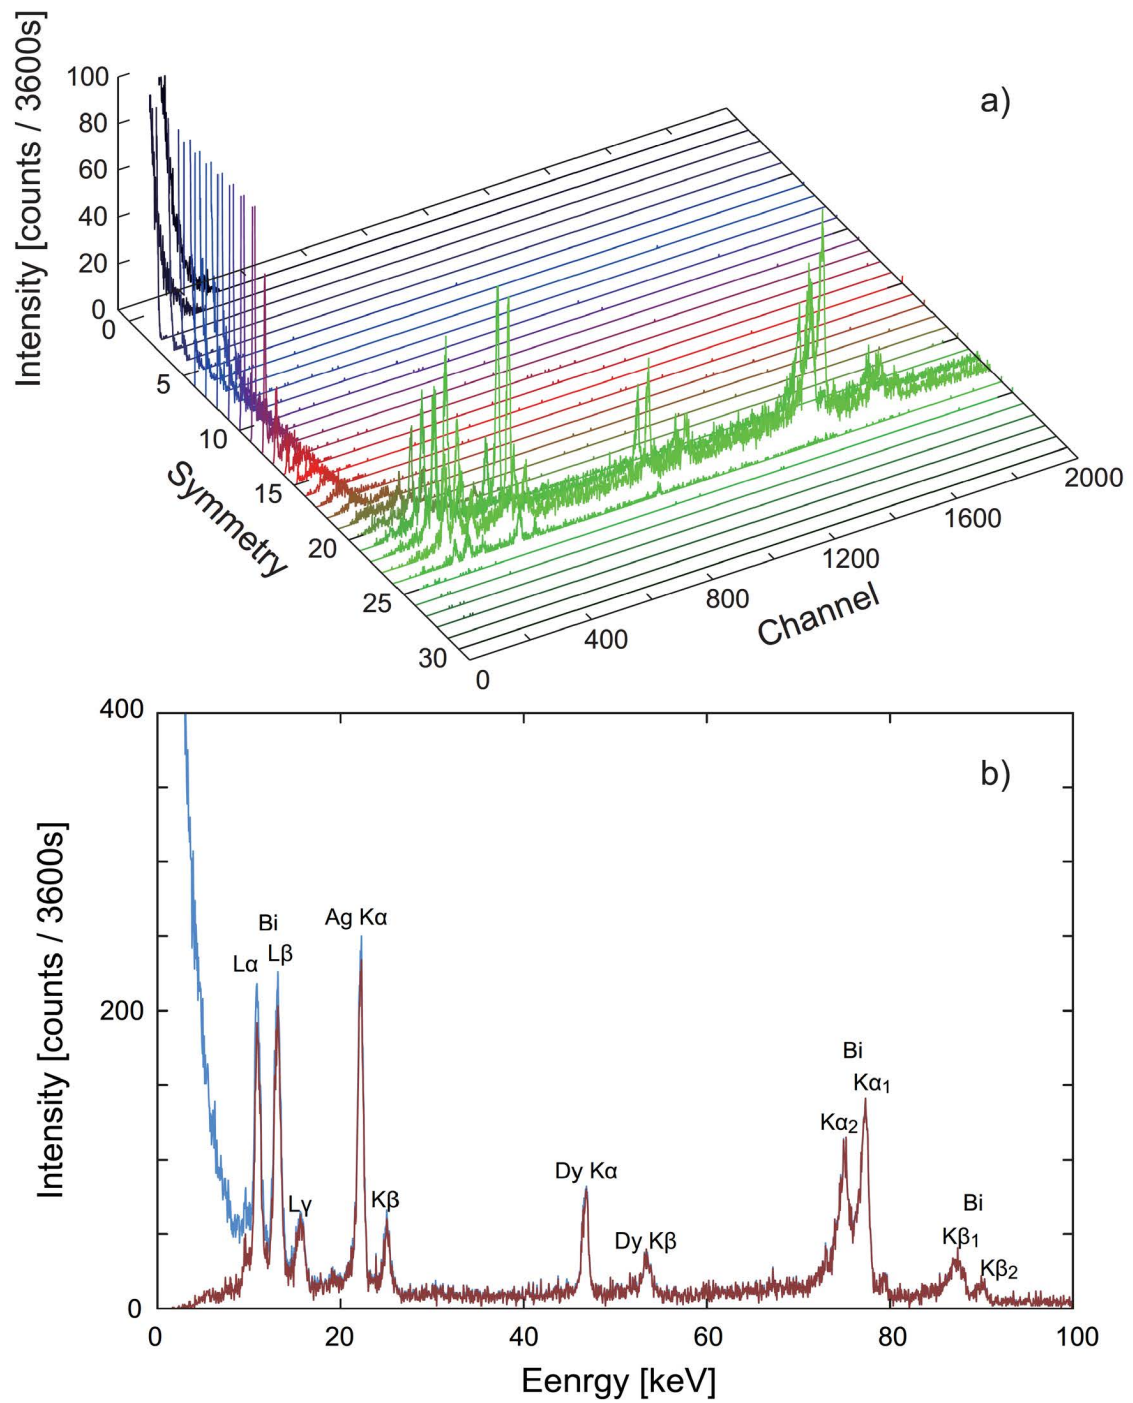 a)
Intensity [counts / 3600s]
100
80
60
40
20
0
0
5
10
15
20
25
30
Symmetry
0
400
800
1200
1600
2000
Channel
b)
Intensity [counts / 3600s]
400
200
0
Bi
Lα Lβ
Lγ
Ag Kα
Kβ
Dy Kα
Dy Kβ
Bi
Kα1
Kα2
Bi
Kβ1
Kβ2
0 20 40 60 80 100
Eenrgy [keV]